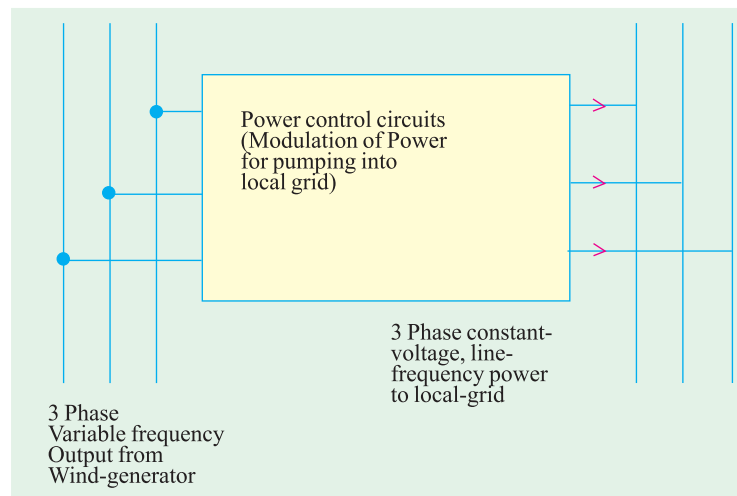 Power control circuits
(Modulation of Power
for pumping into
local grid)
3 Phase constant-
voltage, line-
frequency power
to local-grid
3 Phase
Variable frequency
Output from
Wind-generator